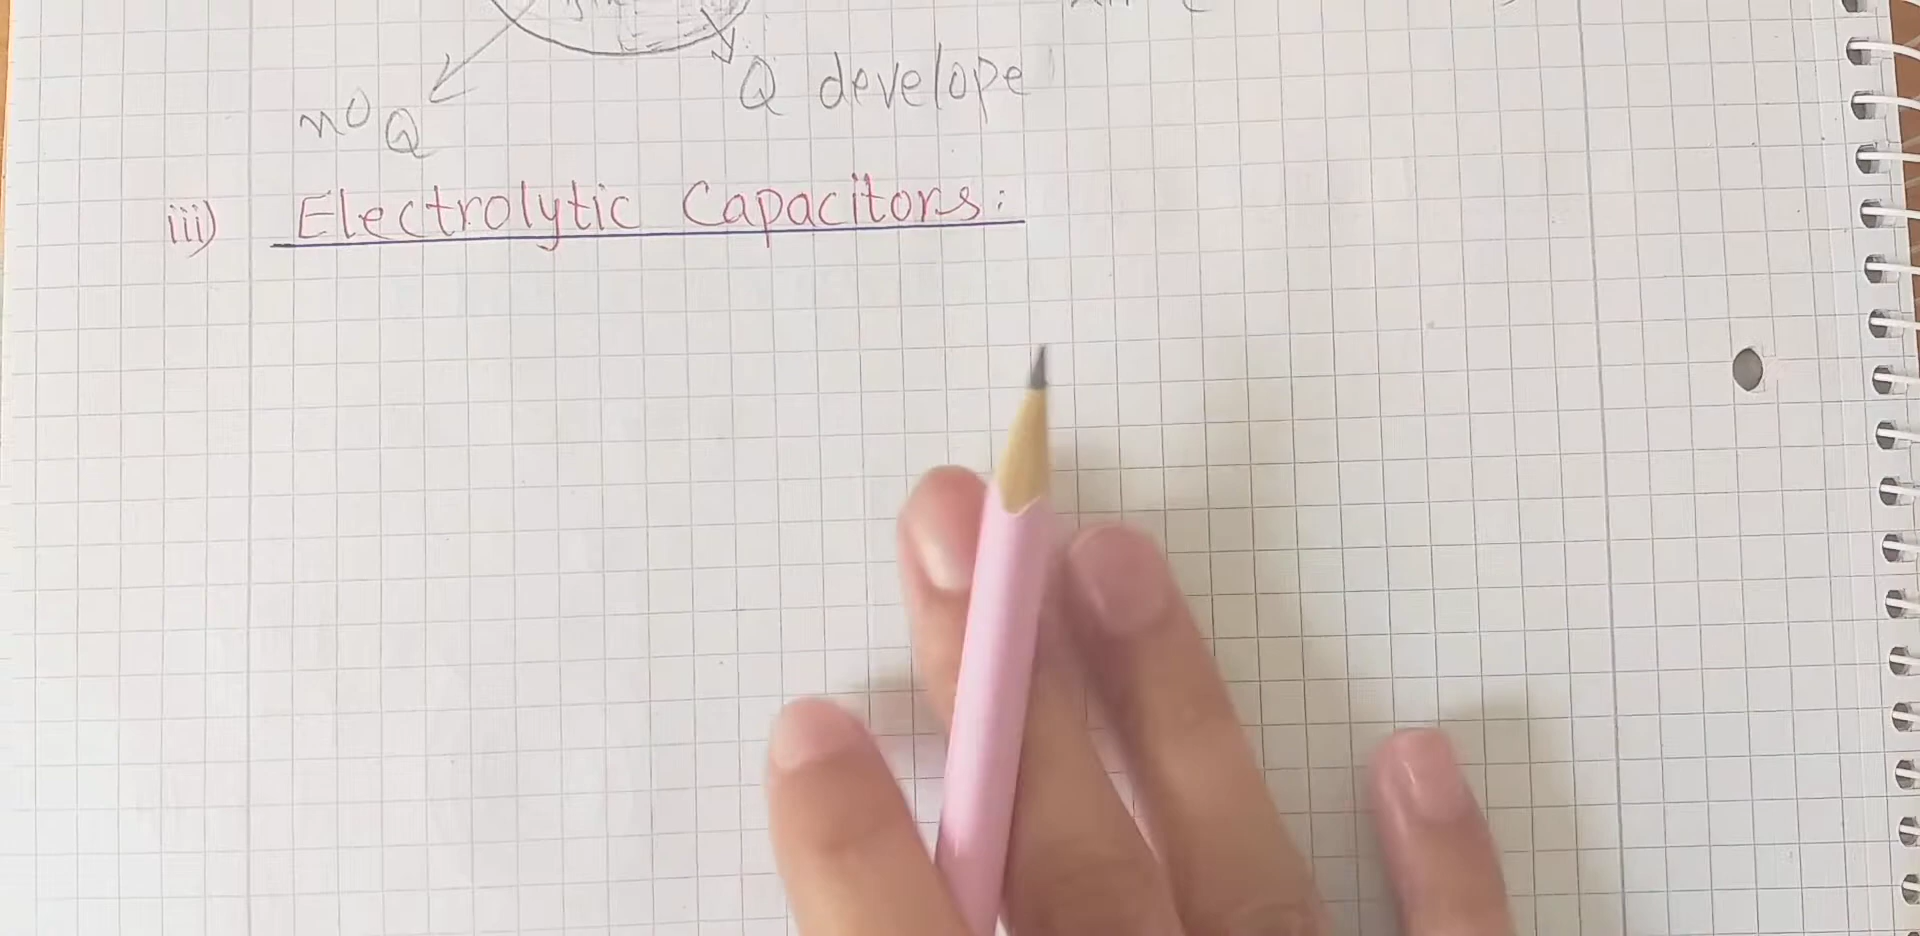 Q develope
no Q
iii) Electrolytic Capacitors: